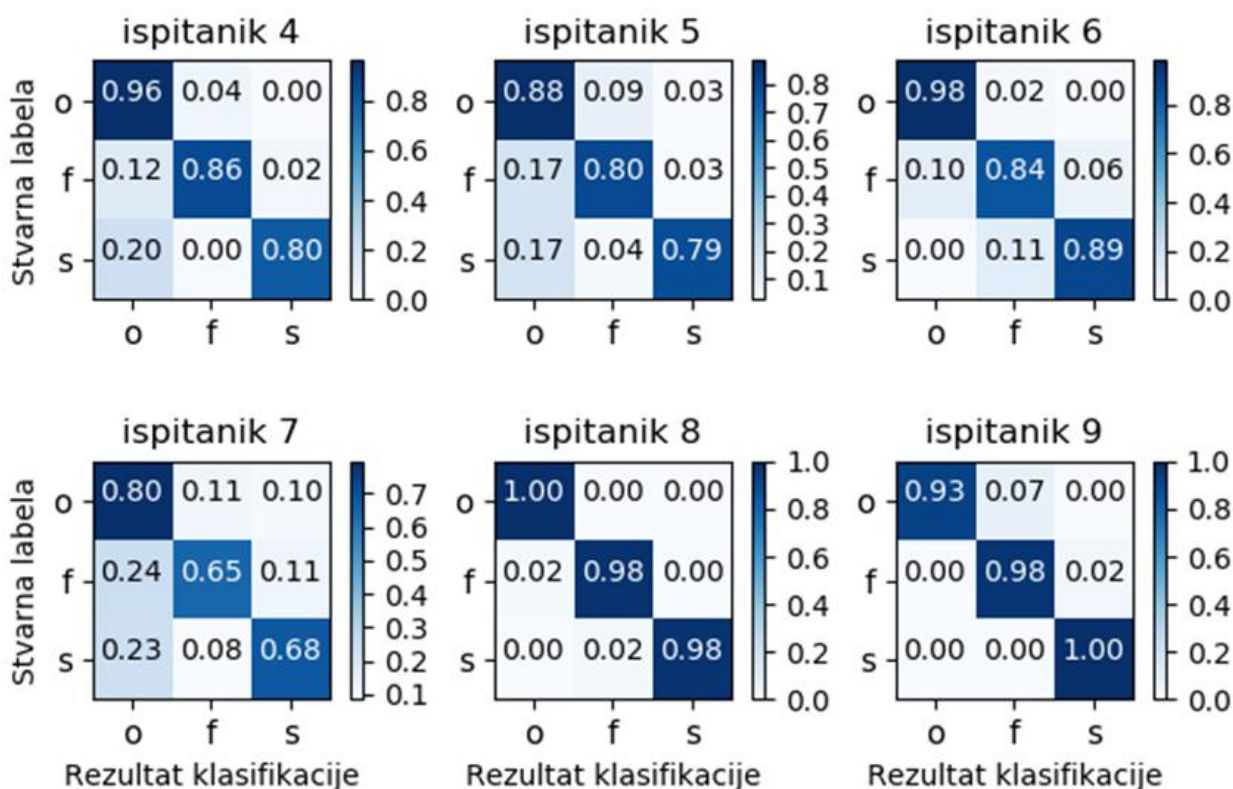 ispitanik 4
Stvarna labela
o 0.96 0.04 0.00
f 0.12 0.86 0.02
s 0.20 0.00 0.80
o f s
0.8
0.6
0.4
0.2
0.0
ispitanik 5
o 0.88 0.09 0.03
f 0.17 0.80 0.03
s 0.17 0.04 0.79
o f s
0.8
0.7
0.6
0.5
0.4
0.3
0.2
0.1
ispitanik 6
o 0.98 0.02 0.00
f 0.10 0.84 0.06
s 0.00 0.11 0.89
o f s
0.8
0.6
0.4
0.2
0.0
ispitanik 7
Stvarna labela
o 0.80 0.11 0.10
f 0.24 0.65 0.11
s 0.23 0.08 0.68
o f s
Rezultat klasifikacije
0.7
0.6
0.5
0.4
0.3
0.2
0.1
ispitanik 8
o 1.00 0.00 0.00
f 0.02 0.98 0.00
s 0.00 0.02 0.98
o f s
Rezultat klasifikacije
1.0
0.8
0.6
0.4
0.2
0.0
ispitanik 9
o 0.93 0.07 0.00
f 0.00 0.98 0.02
s 0.00 0.00 1.00
o f s
Rezultat klasifikacije
1.0
0.8
0.6
0.4
0.2
0.0